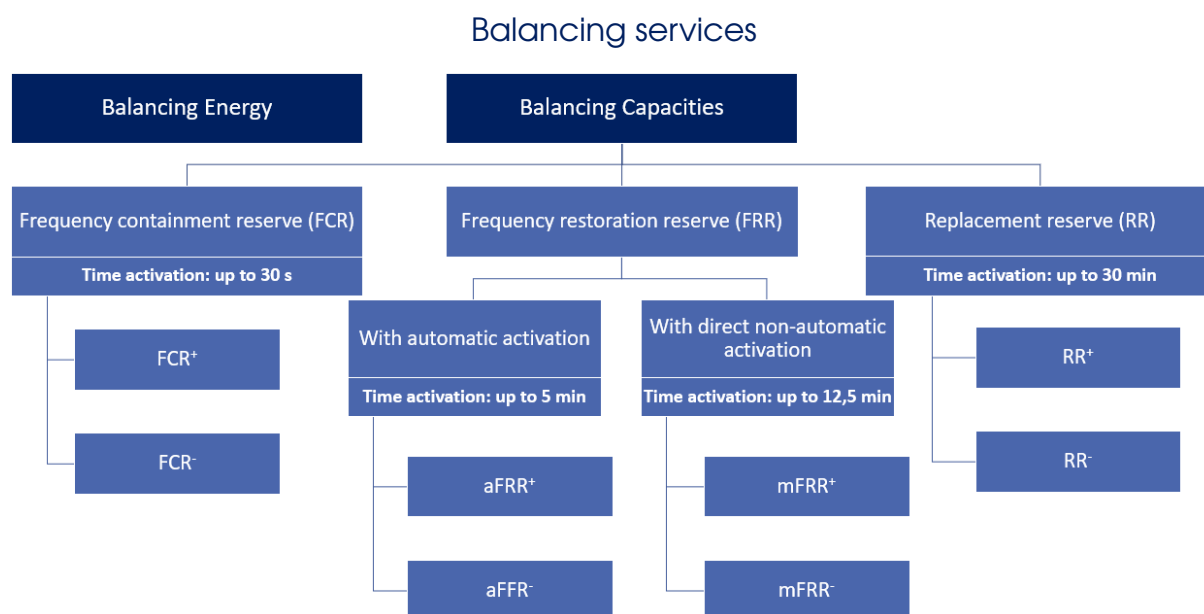 Balancing services
Balancing Energy
Balancing Capacities
Frequency containment reserve (FCR)
Time activation: up to 30 s
FCR⁺
FCR⁻
Frequency restoration reserve (FRR)
With automatic activation
Time activation: up to 5 min
aFRR⁺
aFFR⁻
With direct non-automatic
activation
Time activation: up to 12,5 min
mFRR⁺
mFRR⁻
Replacement reserve (RR)
Time activation: up to 30 min
RR⁺
RR⁻